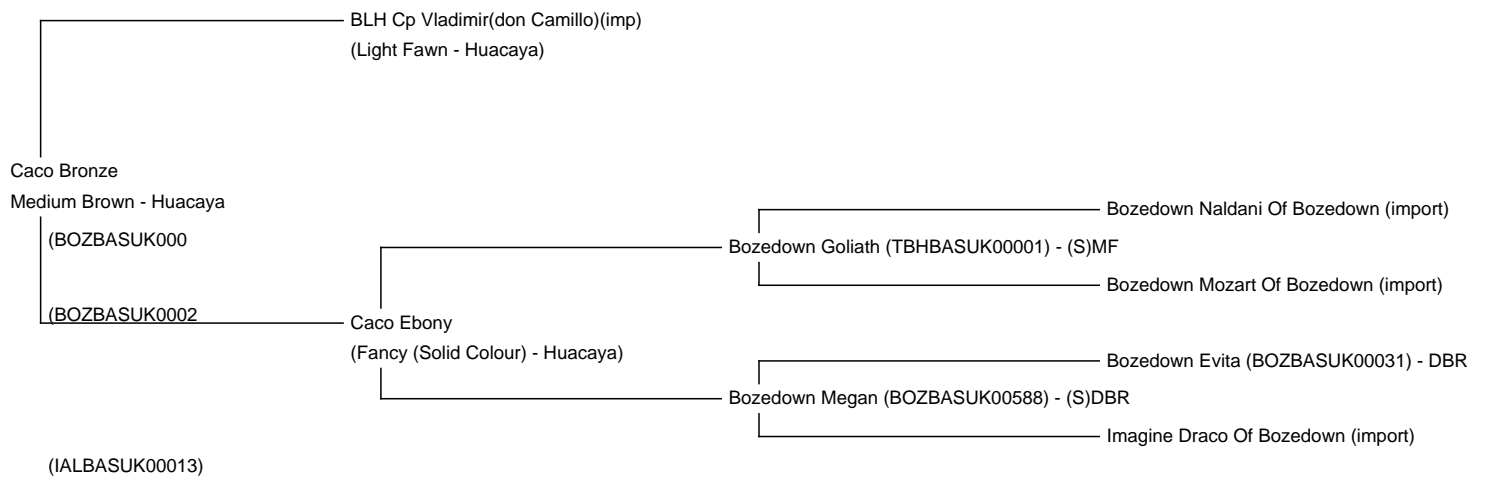 BLH Cp Vladimir(don Camillo)(imp)
(Light Fawn - Huacaya)
Caco Bronze
Medium Brown - Huacaya
Bozedown Naldani Of Bozedown (import)
(BOZBASUK000
Bozedown Goliath (TBHBASUK00001) - (S)MF
Bozedown Mozart Of Bozedown (import)
(BOZBASUK0002
Caco Ebony
(Fancy (Solid Colour) - Huacaya)
Bozedown Evita (BOZBASUK00031) - DBR
Bozedown Megan (BOZBASUK00588) - (S)DBR
Imagine Draco Of Bozedown (import)
(IALBASUK00013)